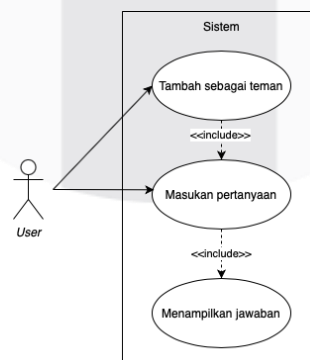 Sistem
Tambah sebagai teman
<<include>>
Masukan pertanyaan
User
<<include>>
Menampilkan jawaban